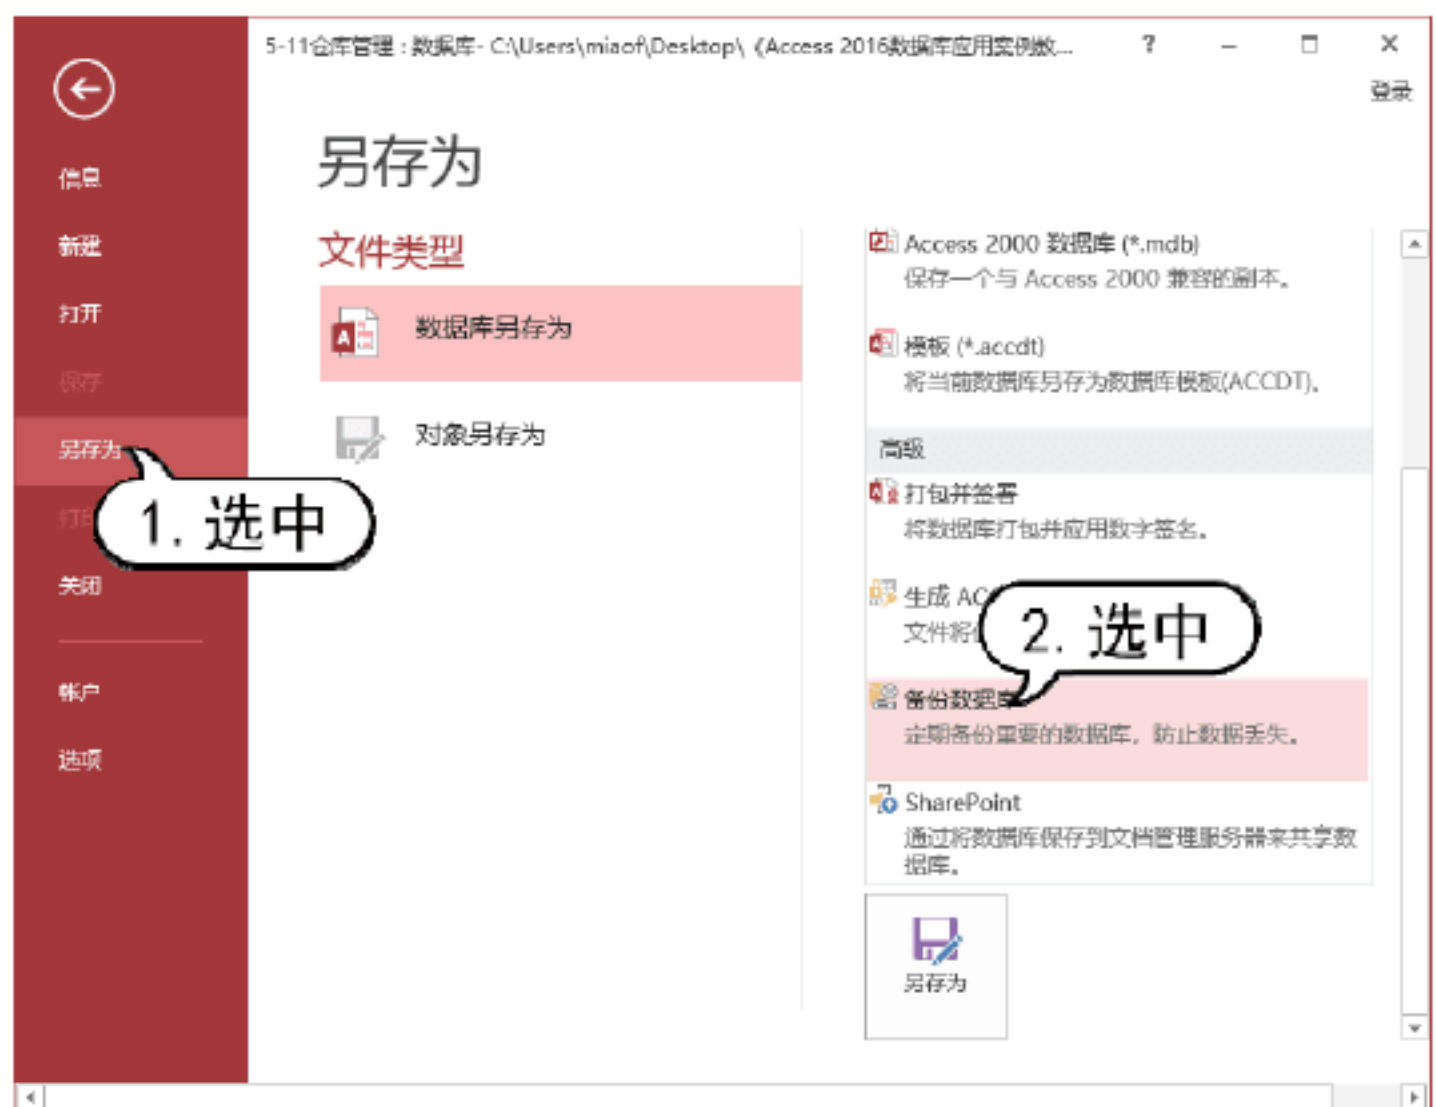 5-11仓库管理 : 数据库- C:\Users\miaof\Desktop\《Access 2016数据库应用案例教...
?
登录
信息
新建
打开
保存
另存为
关闭
帐户
选项
另存为
文件类型
数据库另存为
对象另存为
1. 选中
Access 2000 数据库 (*.mdb)
保存一个与 Access 2000 兼容的副本。
模板 (*.accdt)
将当前数据库另存为数据库模板(ACCDT)。
高级
打包并签署
将数据库打包并应用数字签名。
生成 AC
文件将
2. 选中
备份数据库
定期备份重要的数据库，防止数据丢失。
SharePoint
通过将数据库保存到文档管理服务器来共享数
据库。
另存为